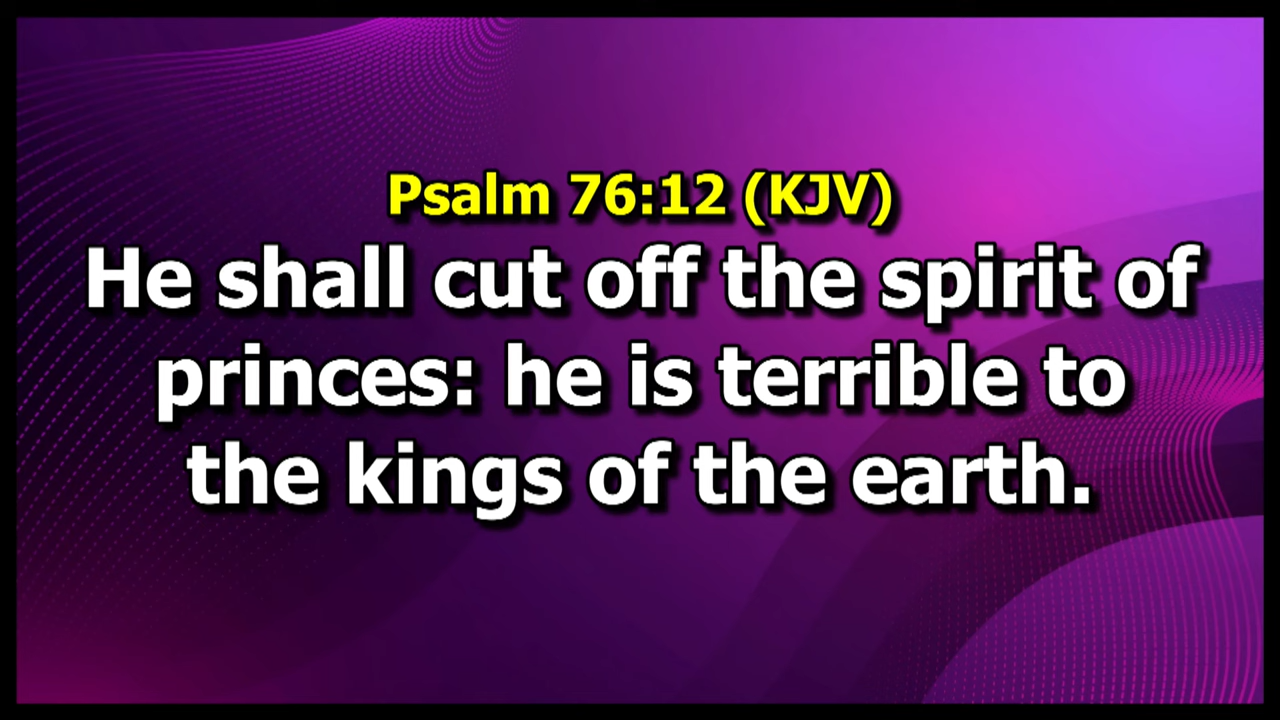 Psalm 76:12 (KJV)
He shall cut off the spirit of
princes: he is terrible to
the kings of the earth.